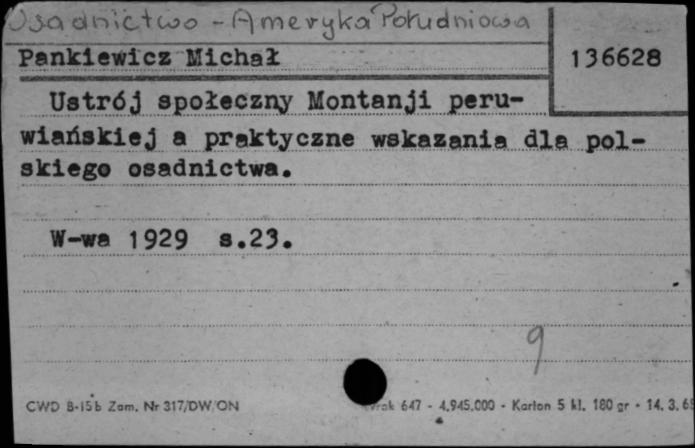 Osadnictwo - Ameryka Południowa
Pankiewicz Michał
136628
Ustrój społeczny Montanji peru-
wiańskiej a praktyczne wskazania dla pol-
skiego osadnictwa.
W-wa 1929 s.23.
9
CWD B-15b Zam. Nr 317/DW/ON
647 - 4.945.000 - Karton 5 kl. 180 gr - 14. 3. 65